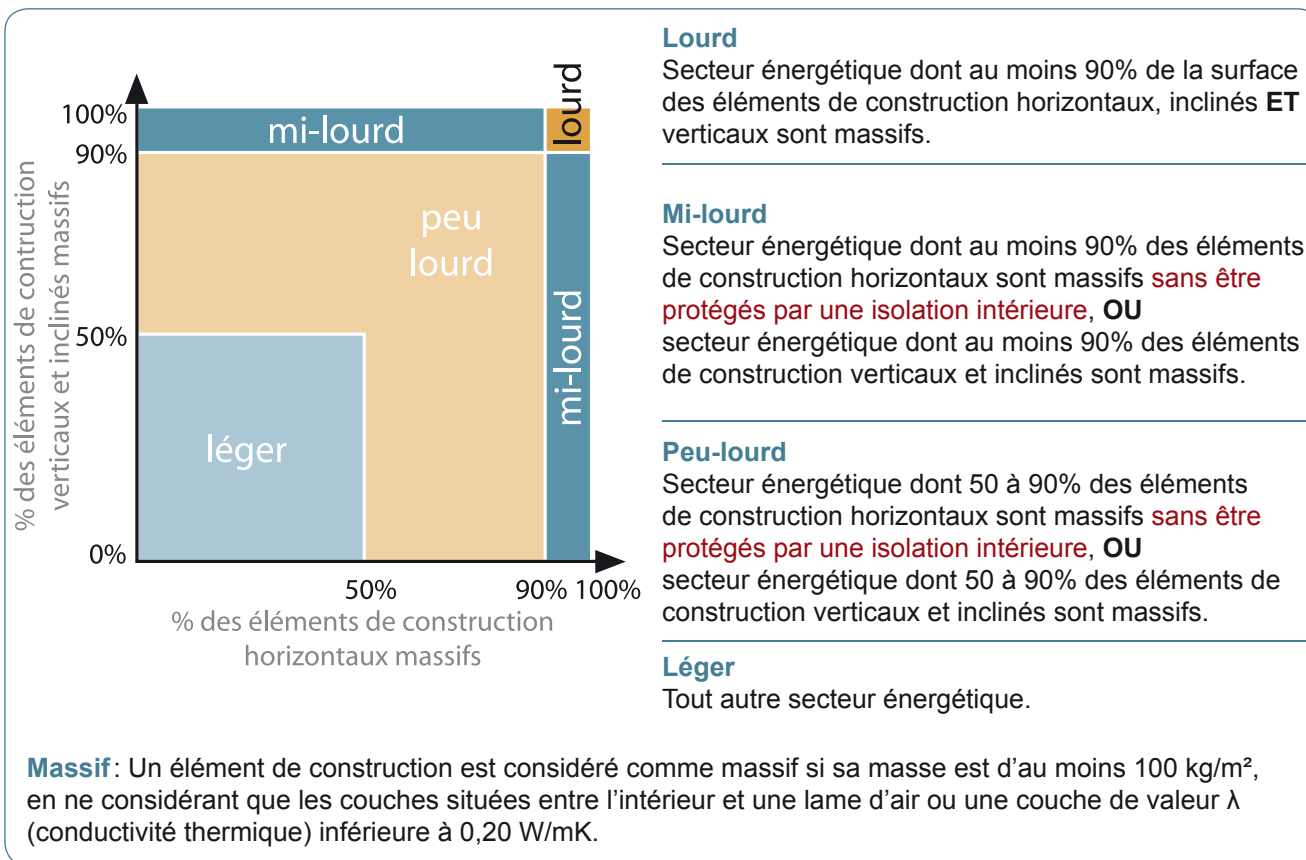 100%
90%
50%
0%
% des éléments de contruction
verticaux et inclinés massifs
mi-lourd
lourd
peu
lourd
mi-lourd
léger
50%
90% 100%
% des éléments de construction
horizontaux massifs
Lourd
Secteur énergétique dont au moins 90% de la surface
des éléments de construction horizontaux, inclinés ET
verticaux sont massifs.
Mi-lourd
Secteur énergétique dont au moins 90% des éléments
de construction horizontaux sont massifs sans être
protégés par une isolation intérieure, OU
secteur énergétique dont au moins 90% des éléments
de construction verticaux et inclinés sont massifs.
Peu-lourd
Secteur énergétique dont 50 à 90% des éléments
de construction horizontaux sont massifs sans être
protégés par une isolation intérieure, OU
secteur énergétique dont 50 à 90% des éléments de
construction verticaux et inclinés sont massifs.
Léger
Tout autre secteur énergétique.
Massif : Un élément de construction est considéré comme massif si sa masse est d’au moins 100 kg/m²,
en ne considérant que les couches situées entre l’intérieur et une lame d’air ou une couche de valeur λ
(conductivité thermique) inférieure à 0,20 W/mK.